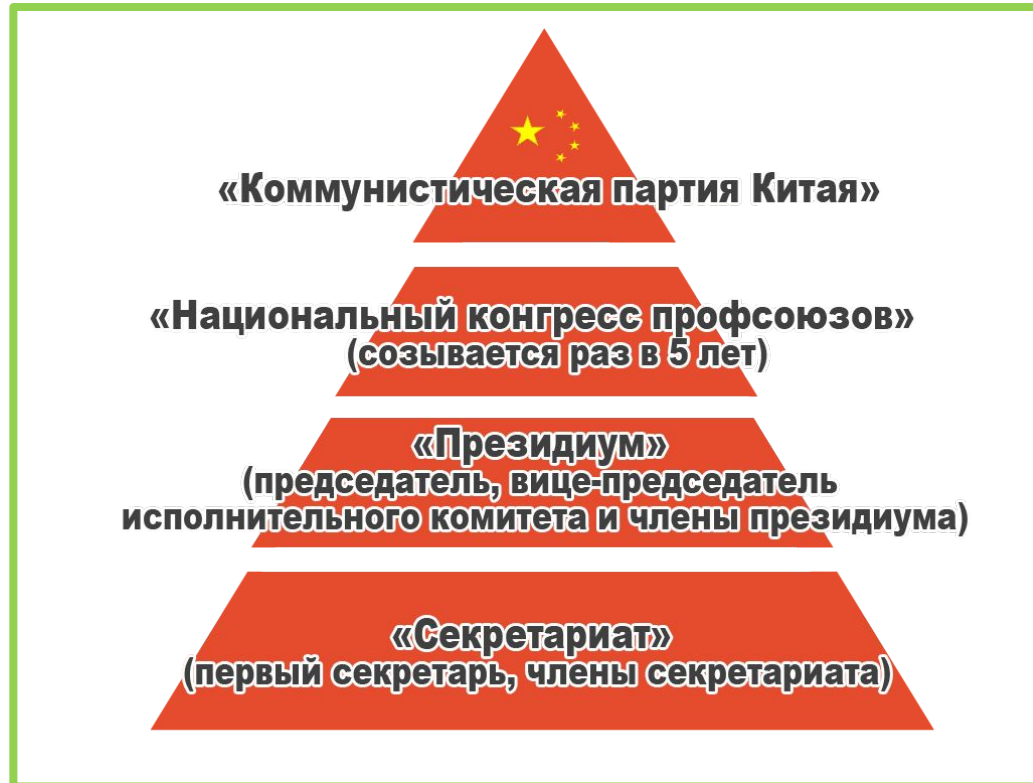 «Коммунистическая партия Китая»
«Национальный конгресс профсоюзов»
(созывается раз в 5 лет)
«Президиум»
(председатель, вице-председатель
исполнительного комитета и члены президиума)
«Секретариат»
(первый секретарь, члены секретариата)